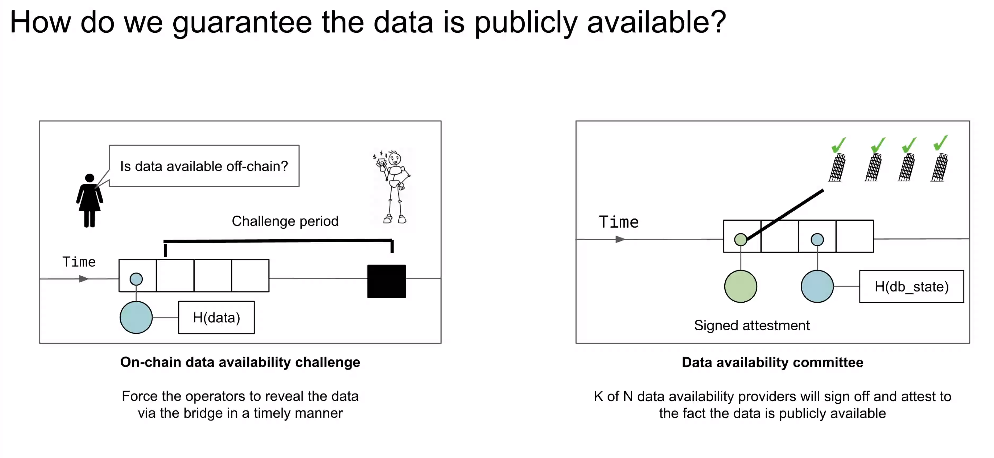 How do we guarantee the data is publicly available?
Is data available off-chain?
Challenge period
Time
H(data)
On-chain data availability challenge
Force the operators to reveal the data
via the bridge in a timely manner
Time
H(db_state)
Signed attestment
Data availability committee
K of N data availability providers will sign off and attest to
the fact the data is publicly available